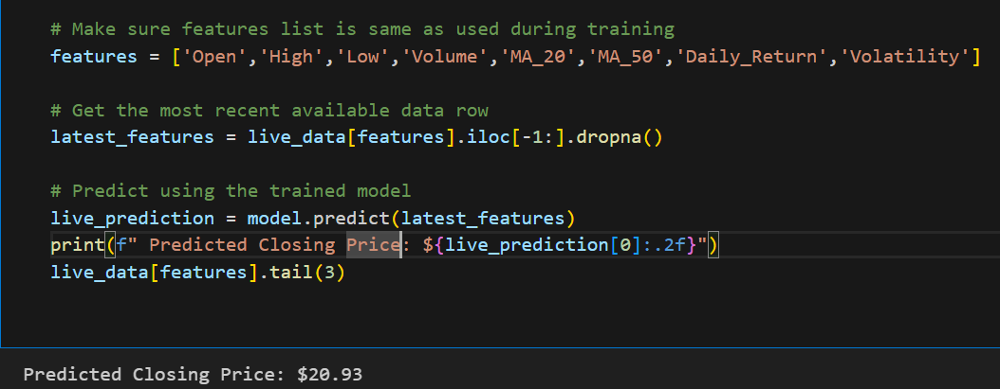 # Make sure features list is same as used during training
features = ['Open','High','Low','Volume','MA_20','MA_50','Daily_Return','Volatility']
# Get the most recent available data row
latest_features = live_data[features].iloc[-1:].dropna()
# Predict using the trained model
live_prediction = model.predict(latest_features)
print(f" Predicted Closing Price: ${live_prediction[0]:.2f}")
live_data[features].tail(3)
Predicted Closing Price: $20.93